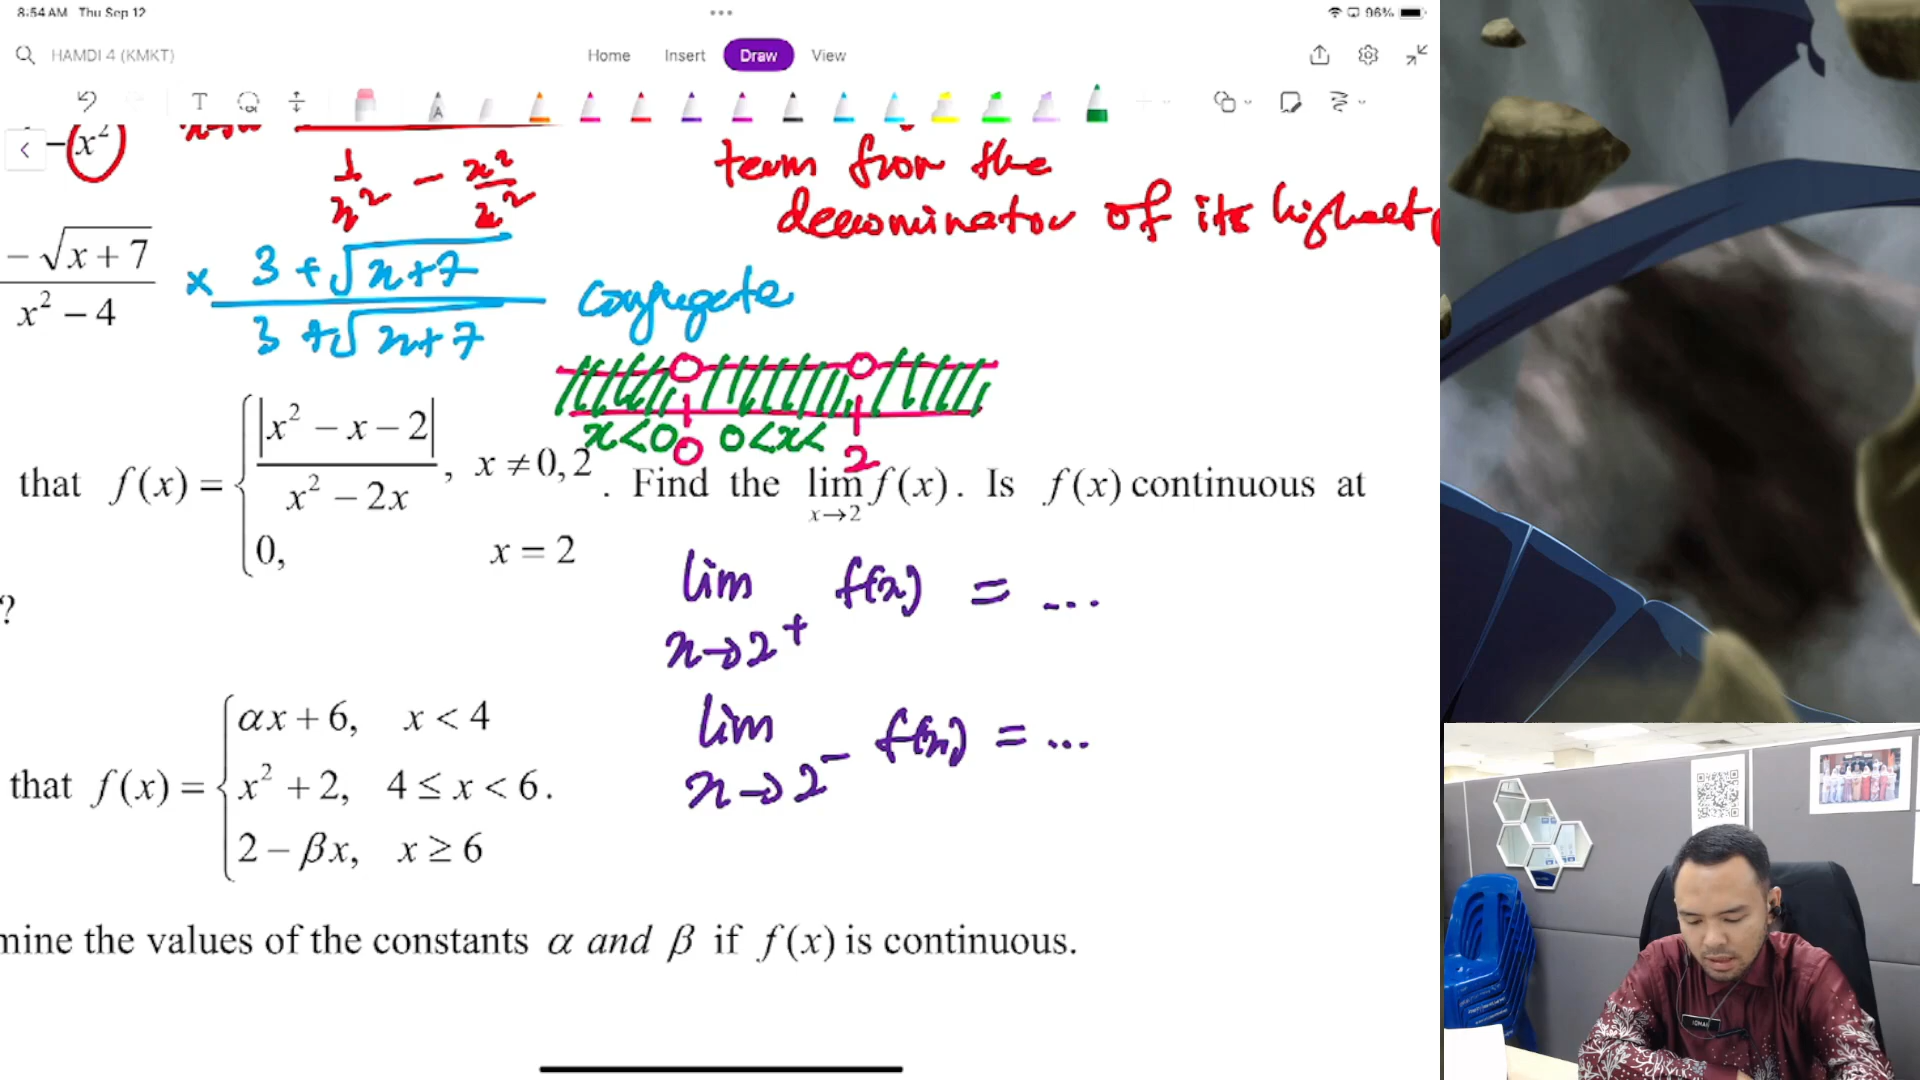 8:54 AM Thu Sep 12
96%
HAMDI 4 (KMKT)
Home Insert Draw View
T
A
− x²
1/x² − x²/x²
term from the
denominator of its highest
− √(x + 7) / x² − 4 × 3 + √(x+7) / 3 + √(x+7) conjugate
x<0 0 0<x< 2
that f(x) = { |x² − x − 2| / x² − 2x , x ≠ 0, 2 . Find the lim x→2 f(x). Is f(x) continuous at
0, x = 2
?
lim x→2⁺ f(x) = ...
lim x→2⁻ f(x) = ...
that f(x) = { αx + 6, x < 4
x² + 2, 4 ≤ x < 6.
2 − βx, x ≥ 6
mine the values of the constants α and β if f(x) is continuous.